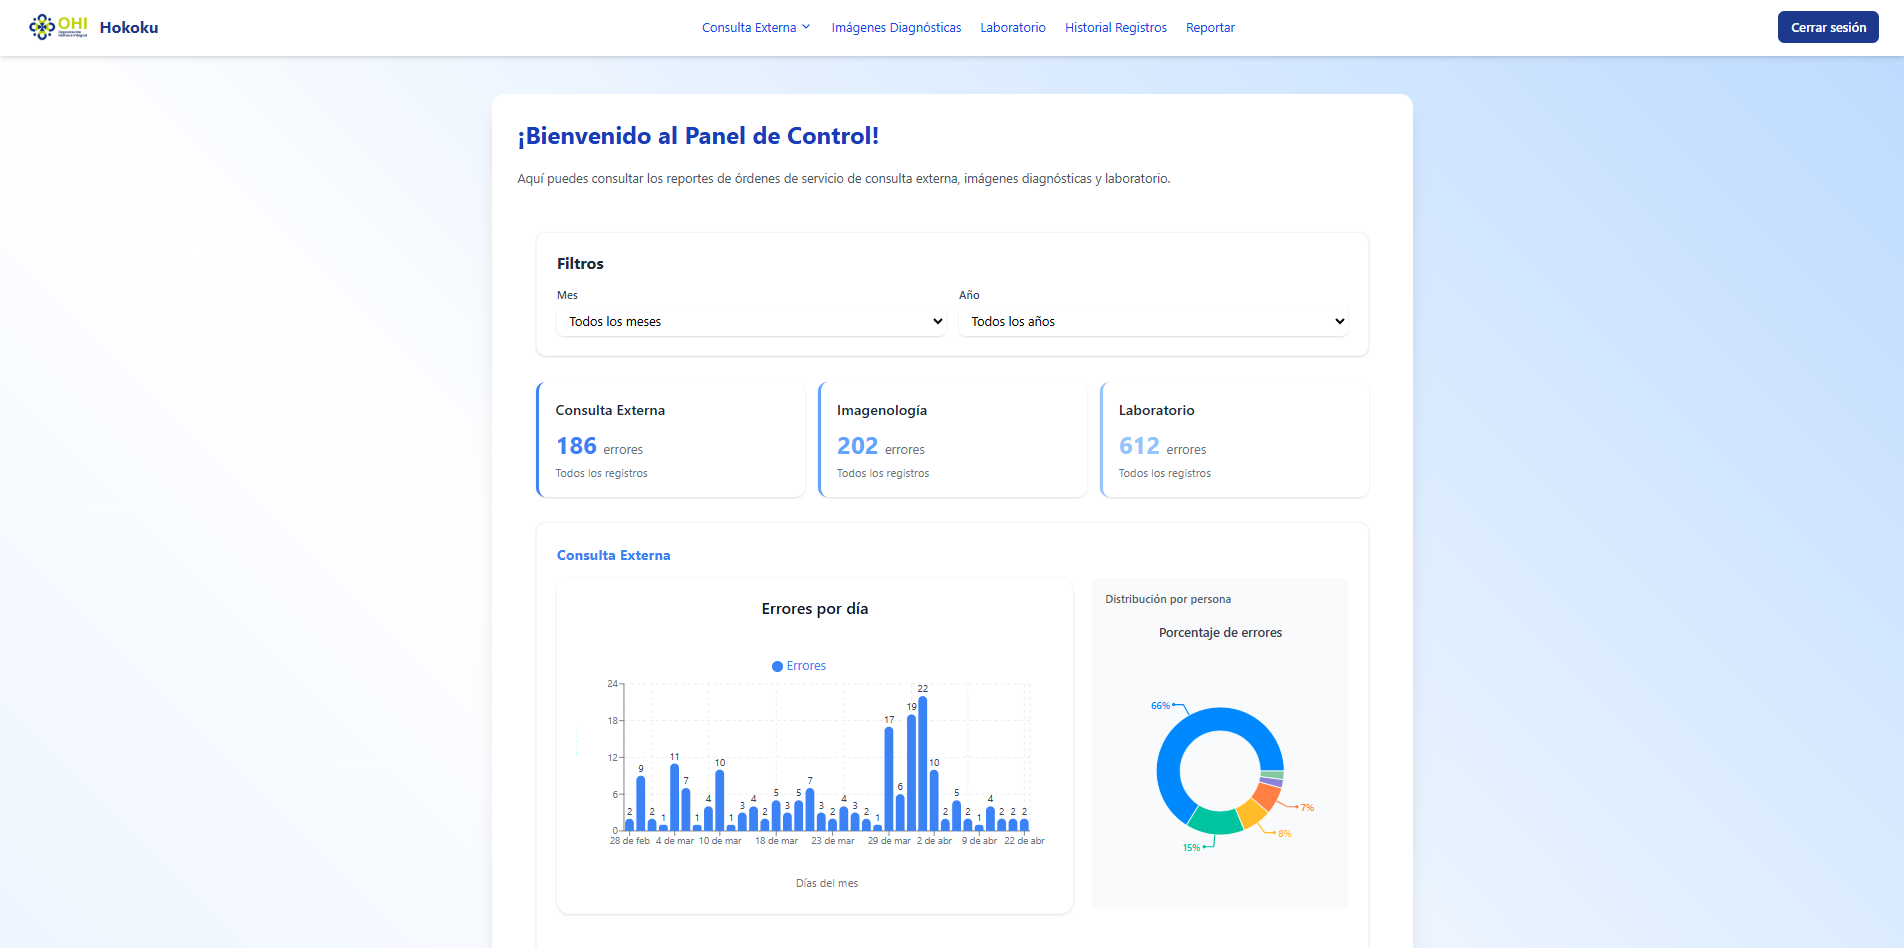 OHI Hokoku
Consulta Externa Imágenes Diagnósticas Laboratorio Historial Registros Reportar
Cerrar sesión
¡Bienvenido al Panel de Control!
Aquí puedes consultar los reportes de órdenes de servicio de consulta externa, imágenes diagnósticas y laboratorio.
Filtros
Mes
Todos los meses
Año
Todos los años
Consulta Externa
186 errores
Todos los registros
Imagenología
202 errores
Todos los registros
Laboratorio
612 errores
Todos los registros
Consulta Externa
Errores por día
Errores
24
18
12
6
0
2 9 2 1 11 7 1 4 10 1 3 4 2 5 3 5 7 3 2 4 3 2 1 17 6 19 22 10 2 5 2 1 4 2 2 2
28 de feb 4 de mar 10 de mar 18 de mar 23 de mar 29 de mar 2 de abr 9 de abr 22 de abr
Días del mes
Distribución por persona
Porcentaje de errores
66%
7%
8%
15%